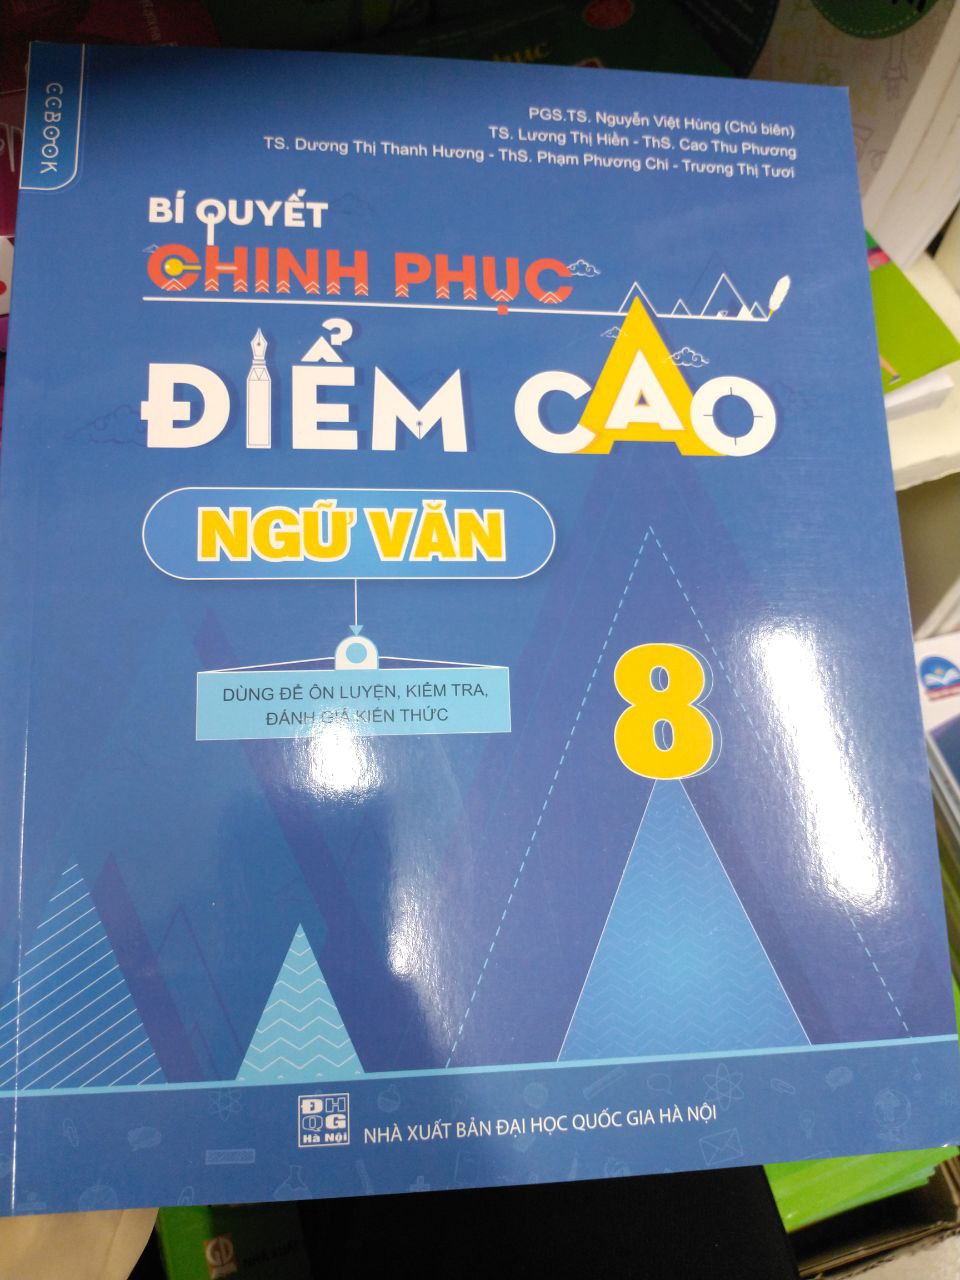 CCBOOK
PGS.TS. Nguyễn Việt Hùng (Chủ biên)
TS. Lương Thị Hiền - ThS. Cao Thu Phương
TS. Dương Thị Thanh Hương - ThS. Phạm Phương Chi - Trương Thị Tươi
BÍ QUYẾT
CHINH PHỤC
ĐIỂM CAO
NGỮ VĂN
DÙNG ĐỂ ÔN LUYỆN, KIỂM TRA,
ĐÁNH GIÁ KIẾN THỨC
8
ĐH
QG
Hà Nội
NHÀ XUẤT BẢN ĐẠI HỌC QUỐC GIA HÀ NỘI